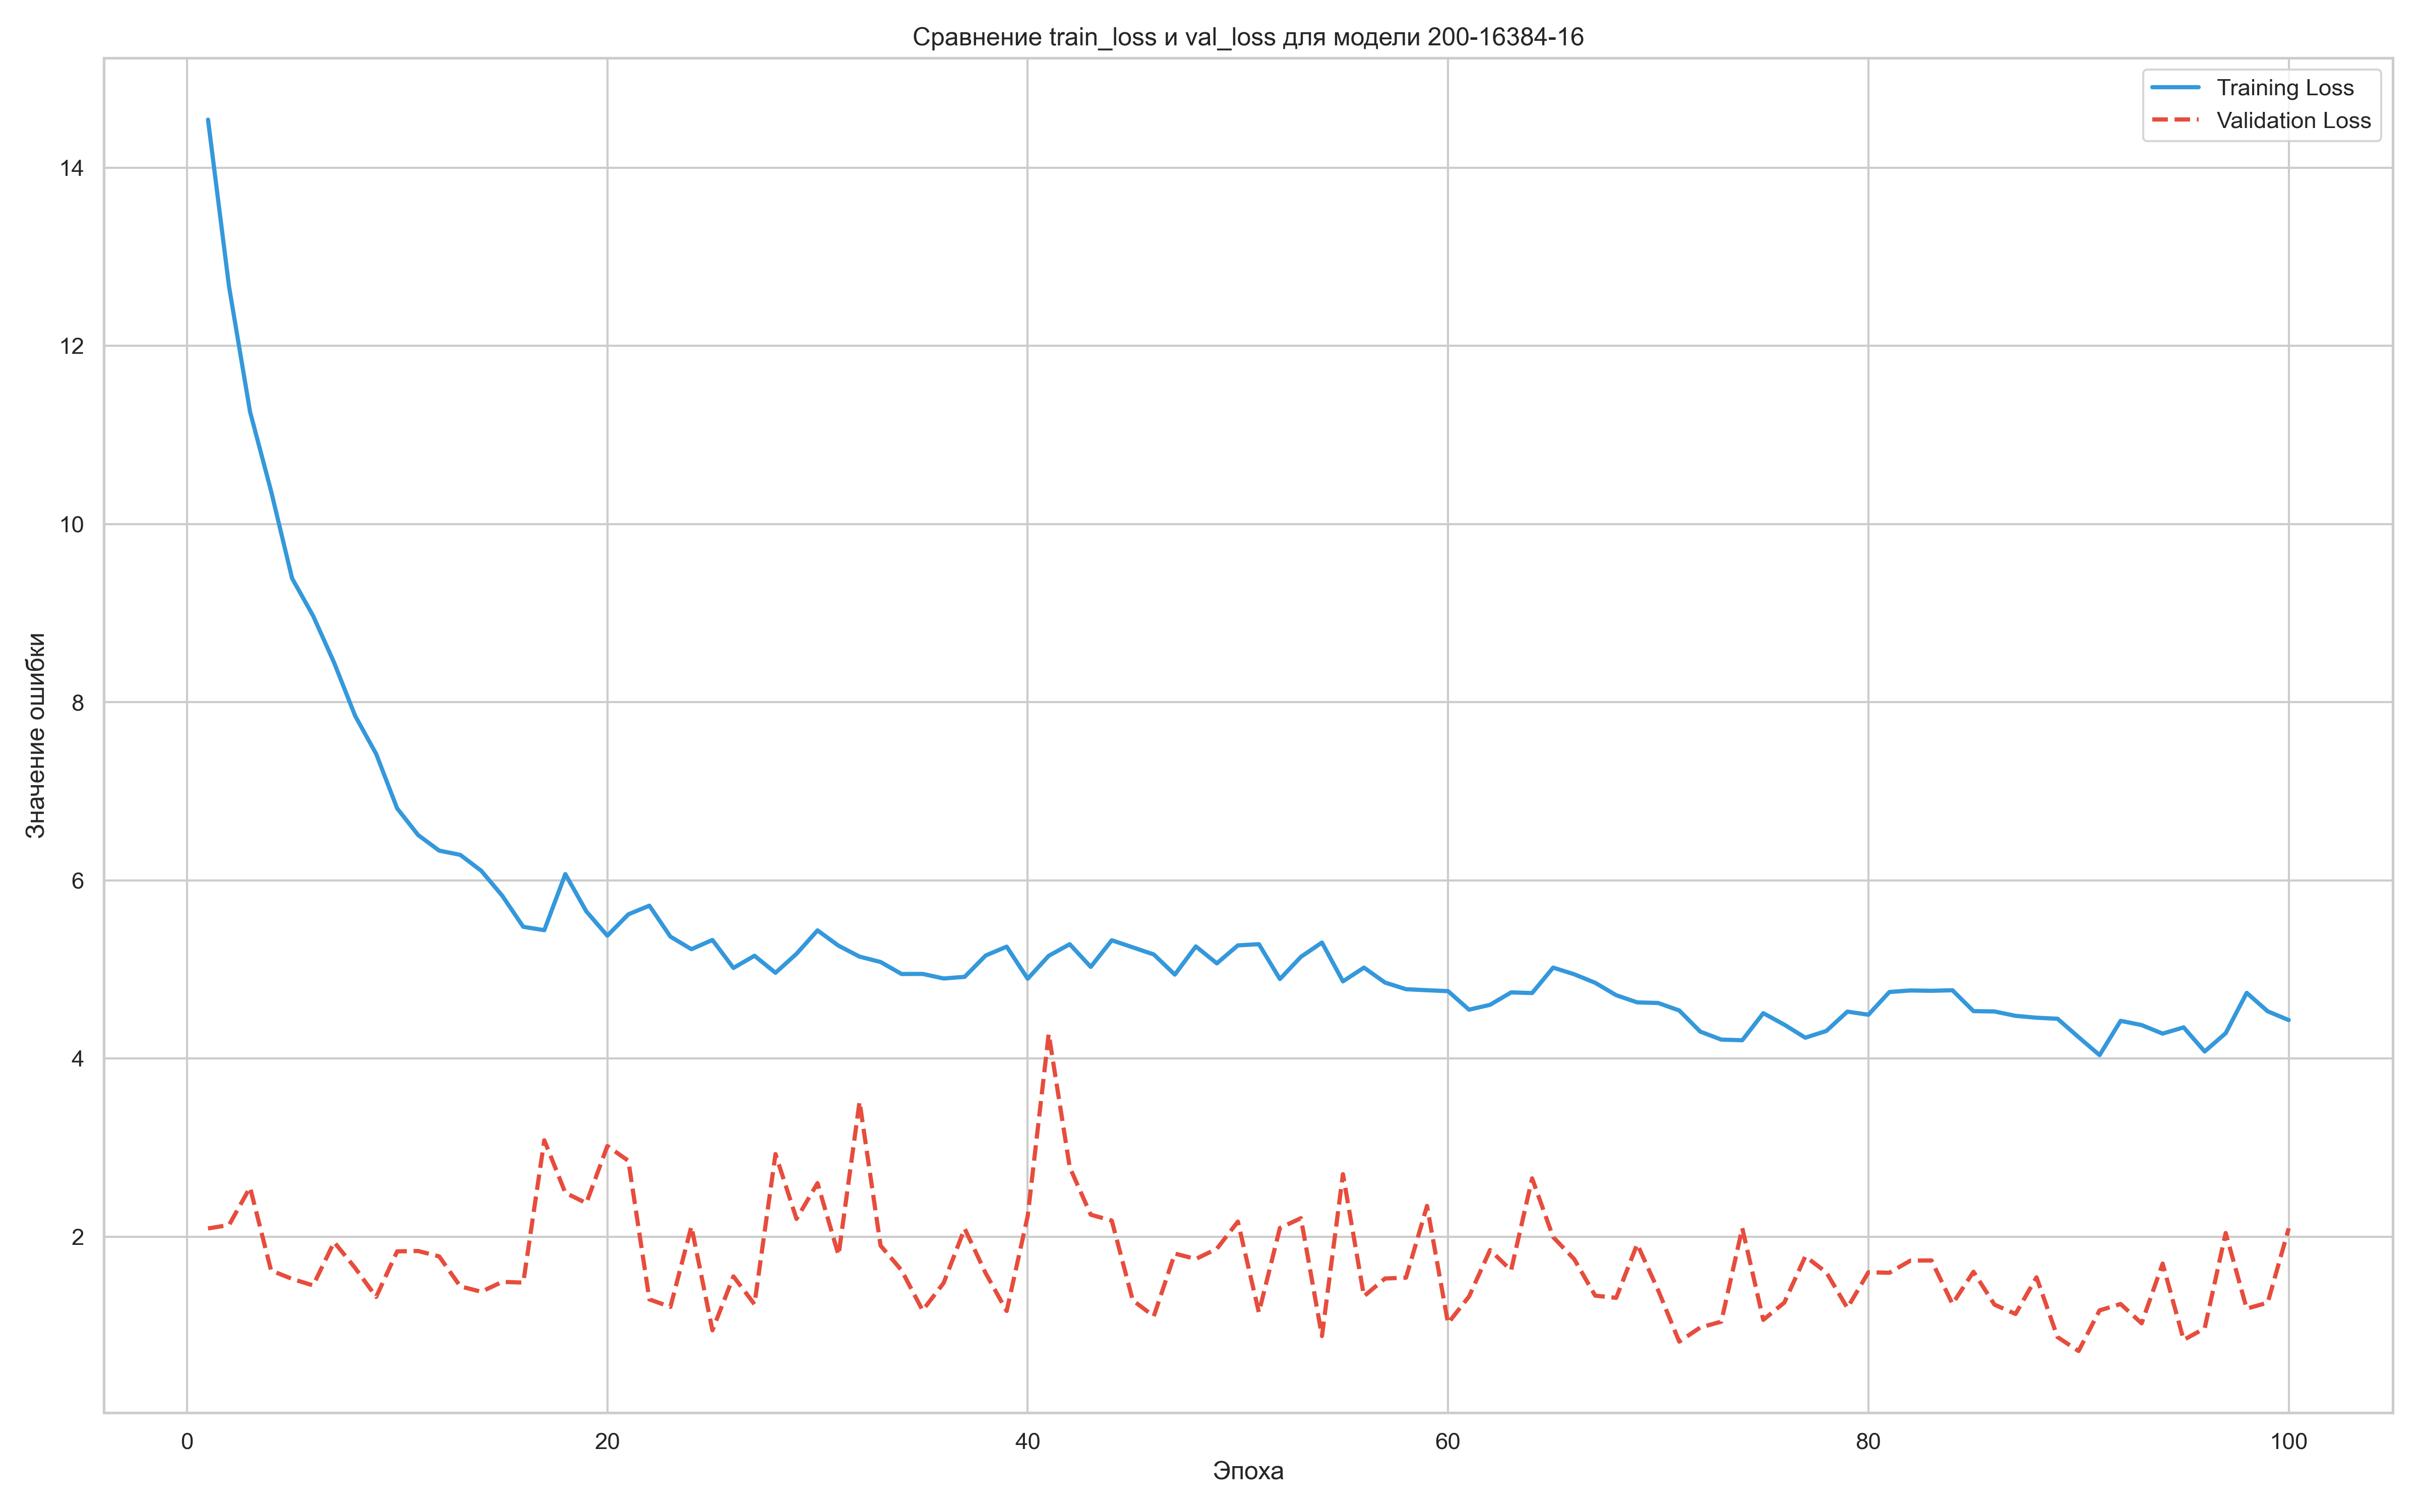 Сравнение train_loss и val_loss для модели 200-16384-16
Training Loss
Validation Loss
14
12
10
8
6
4
2
Значение ошибки
0 20 40 60 80 100
Эпоха